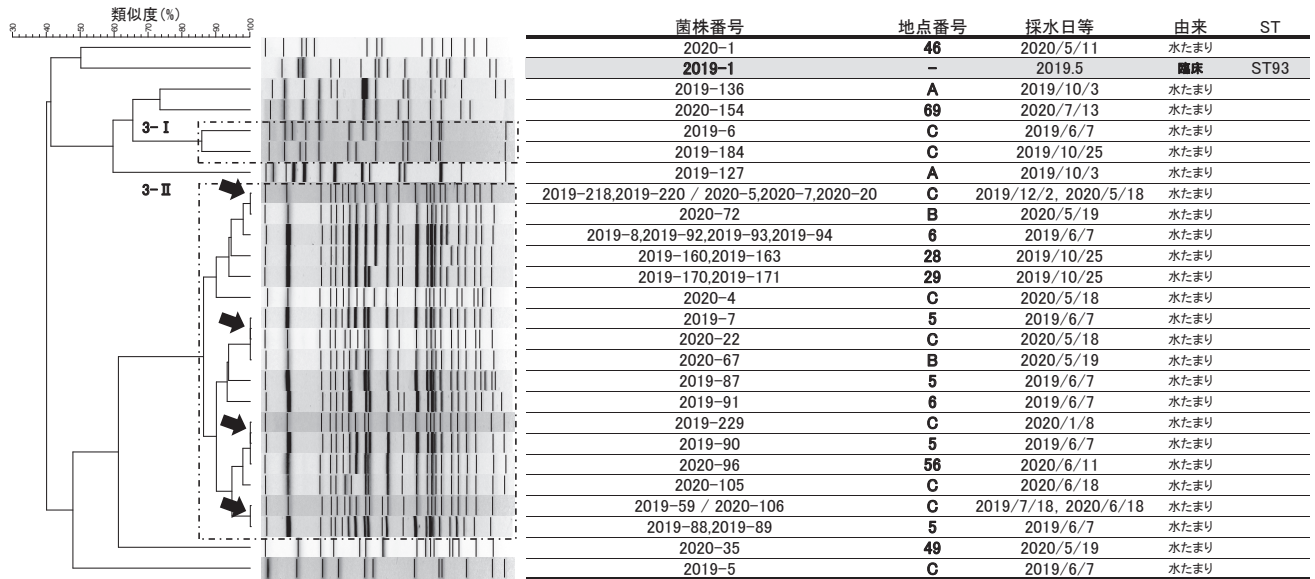 類似度(%)
30 40 50 60 70 80 90 100
菌株番号 地点番号 採水日等 由来 ST
2020-1 46 2020/5/11 水たまり
2019-1 - 2019.5 臨床 ST93
2019-136 A 2019/10/3 水たまり
2020-154 69 2020/7/13 水たまり
3-Ⅰ 2019-6 C 2019/6/7 水たまり
2019-184 C 2019/10/25 水たまり
2019-127 A 2019/10/3 水たまり
3-Ⅱ 2019-218,2019-220 / 2020-5,2020-7,2020-20 C 2019/12/2, 2020/5/18 水たまり
2020-72 B 2020/5/19 水たまり
2019-8,2019-92,2019-93,2019-94 6 2019/6/7 水たまり
2019-160,2019-163 28 2019/10/25 水たまり
2019-170,2019-171 29 2019/10/25 水たまり
2020-4 C 2020/5/18 水たまり
2019-7 5 2019/6/7 水たまり
2020-22 C 2020/5/18 水たまり
2020-67 B 2020/5/19 水たまり
2019-87 5 2019/6/7 水たまり
2019-91 6 2019/6/7 水たまり
2019-229 C 2020/1/8 水たまり
2019-90 5 2019/6/7 水たまり
2020-96 56 2020/6/11 水たまり
2020-105 C 2020/6/18 水たまり
2019-59 / 2020-106 C 2019/7/18, 2020/6/18 水たまり
2019-88,2019-89 5 2019/6/7 水たまり
2020-35 49 2020/5/19 水たまり
2019-5 C 2019/6/7 水たまり